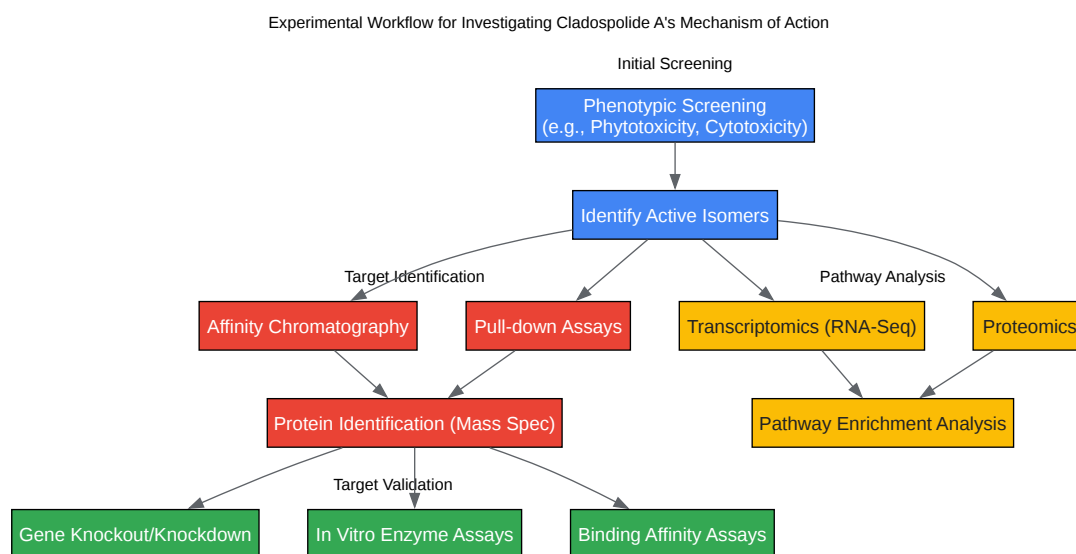 Experimental Workflow for Investigating Cladospolide A's Mechanism of Action
Initial Screening
Phenotypic Screening
(e.g., Phytotoxicity, Cytotoxicity)
Identify Active Isomers
Target Identification
Pathway Analysis
Affinity Chromatography
Pull-down Assays
Transcriptomics (RNA-Seq)
Proteomics
Protein Identification (Mass Spec)
Pathway Enrichment Analysis
Target Validation
Gene Knockout/Knockdown
In Vitro Enzyme Assays
Binding Affinity Assays